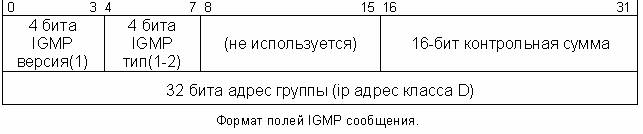 0 3 4 7 8 15 16 31
4 бита 4 бита (не используется) 16-бит контрольная сумма
IGMP IGMP
версия(1) тип(1-2)
32 бита адрес группы (ip адрес класса D)
Формат полей IGMP сообщения.